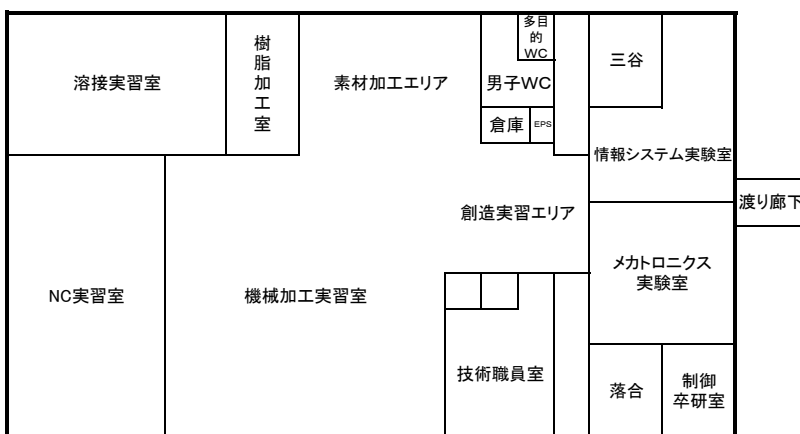 溶接実習室
樹脂加工室
素材加工エリア
多目
的
WC
男子WC
倉庫
EPS
三谷
情報システム実験室
渡り廊下
創造実習エリア
NC実習室
機械加工実習室
メカトロニクス
実験室
技術職員室
落合
制御
卒研室